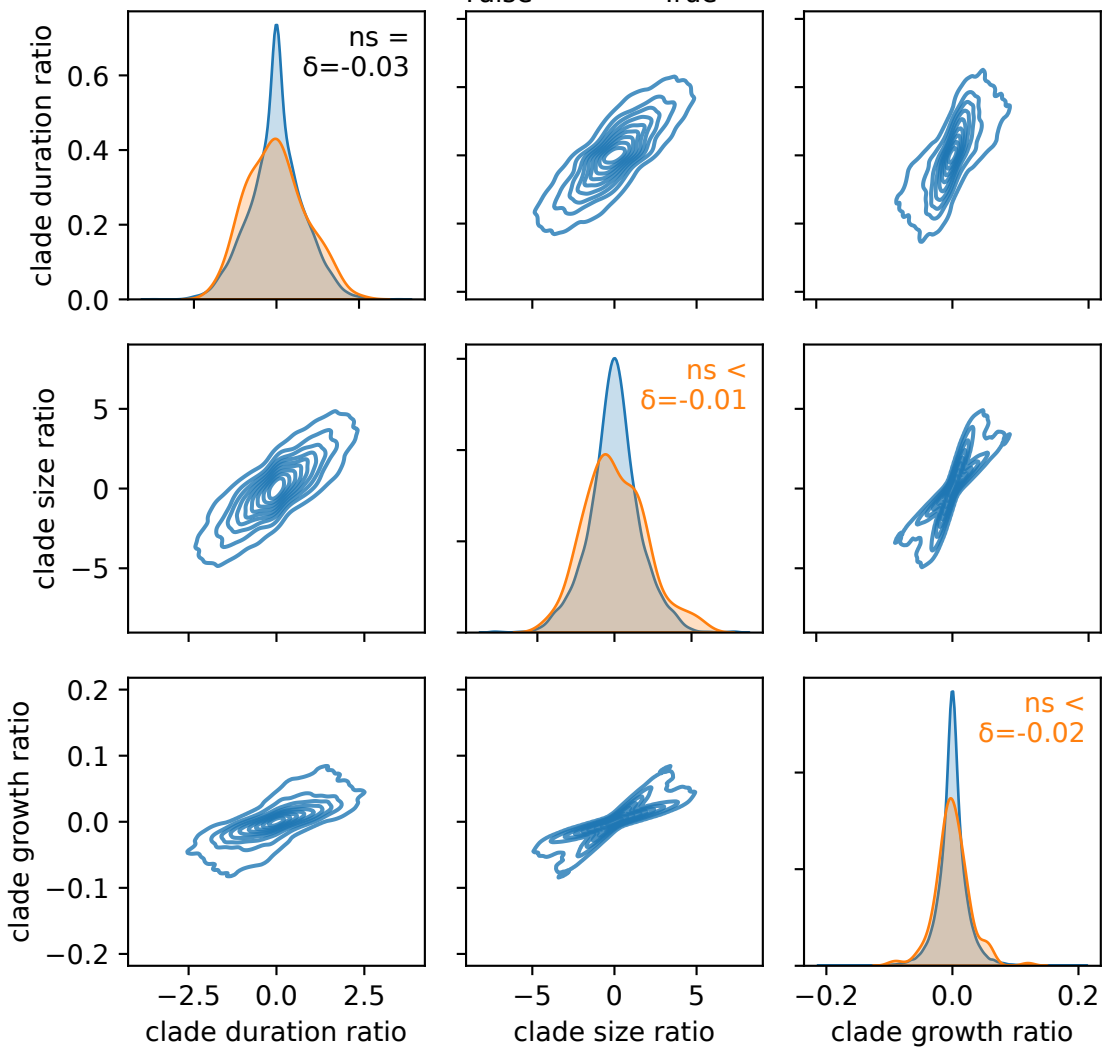 ns =
δ=-0.03
clade duration ratio
0.6
0.4
0.2
0.0
ns <
δ=-0.01
clade size ratio
5
0
−5
ns <
δ=-0.02
clade growth ratio
0.2
0.1
0.0
−0.1
−0.2
−2.5 0.0 2.5
−5 0 5
−0.2 0.0 0.2
clade duration ratio
clade size ratio
clade growth ratio